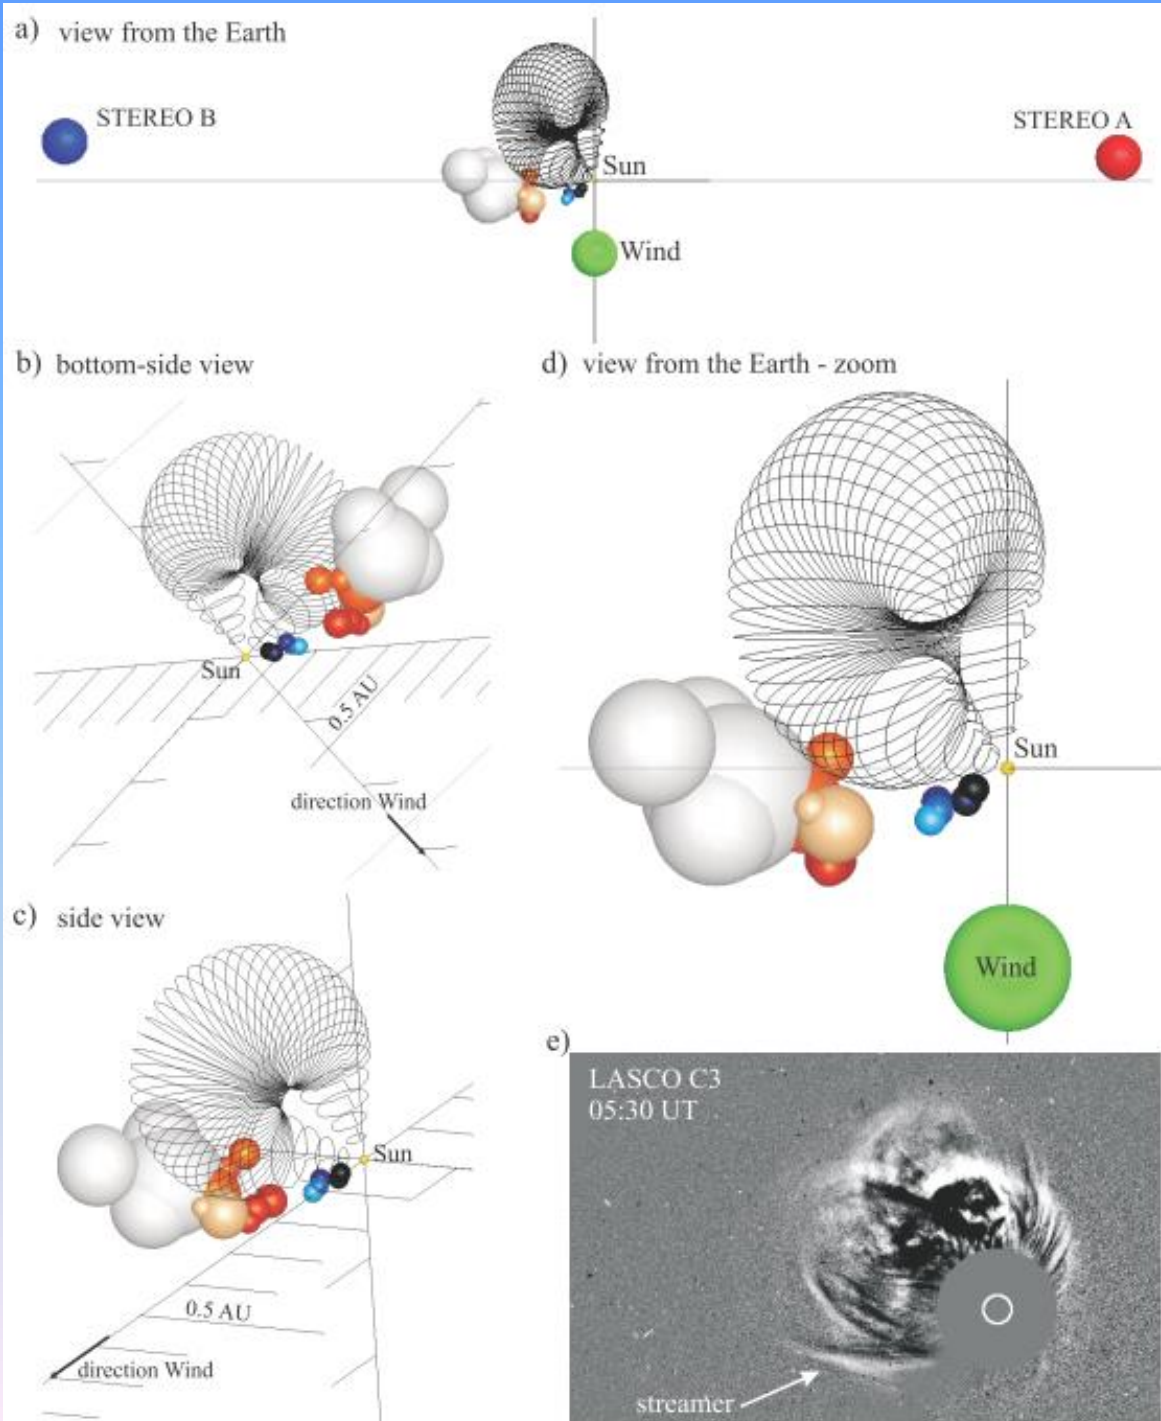 a) view from the Earth
STEREO B
STEREO A
Sun
Wind
b) bottom-side view
Sun
0.5 AU
direction Wind
c) side view
Sun
0.5 AU
direction Wind
d) view from the Earth - zoom
Sun
Wind
e)
LASCO C3
05:30 UT
streamer